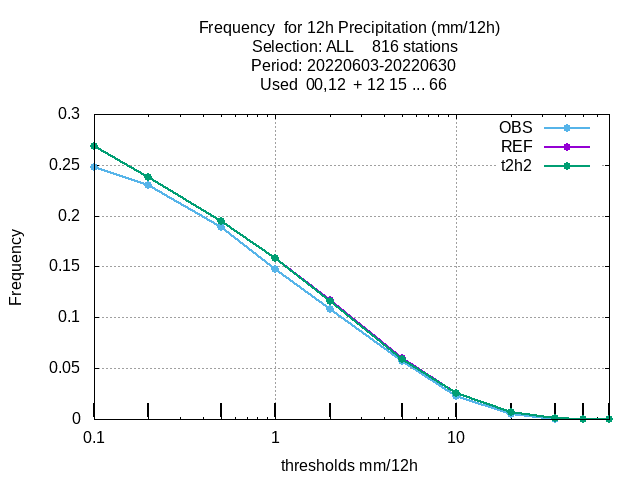 Frequency  for 12h Precipitation (mm/12h)
Selection: ALL    816 stations
Period: 20220603-20220630
Used  00,12  + 12 15 ... 66
OBS
REF
t2h2
0.3
0.25
0.2
0.15
0.1
0.05
0
Frequency
0.1 1 10
thresholds mm/12h